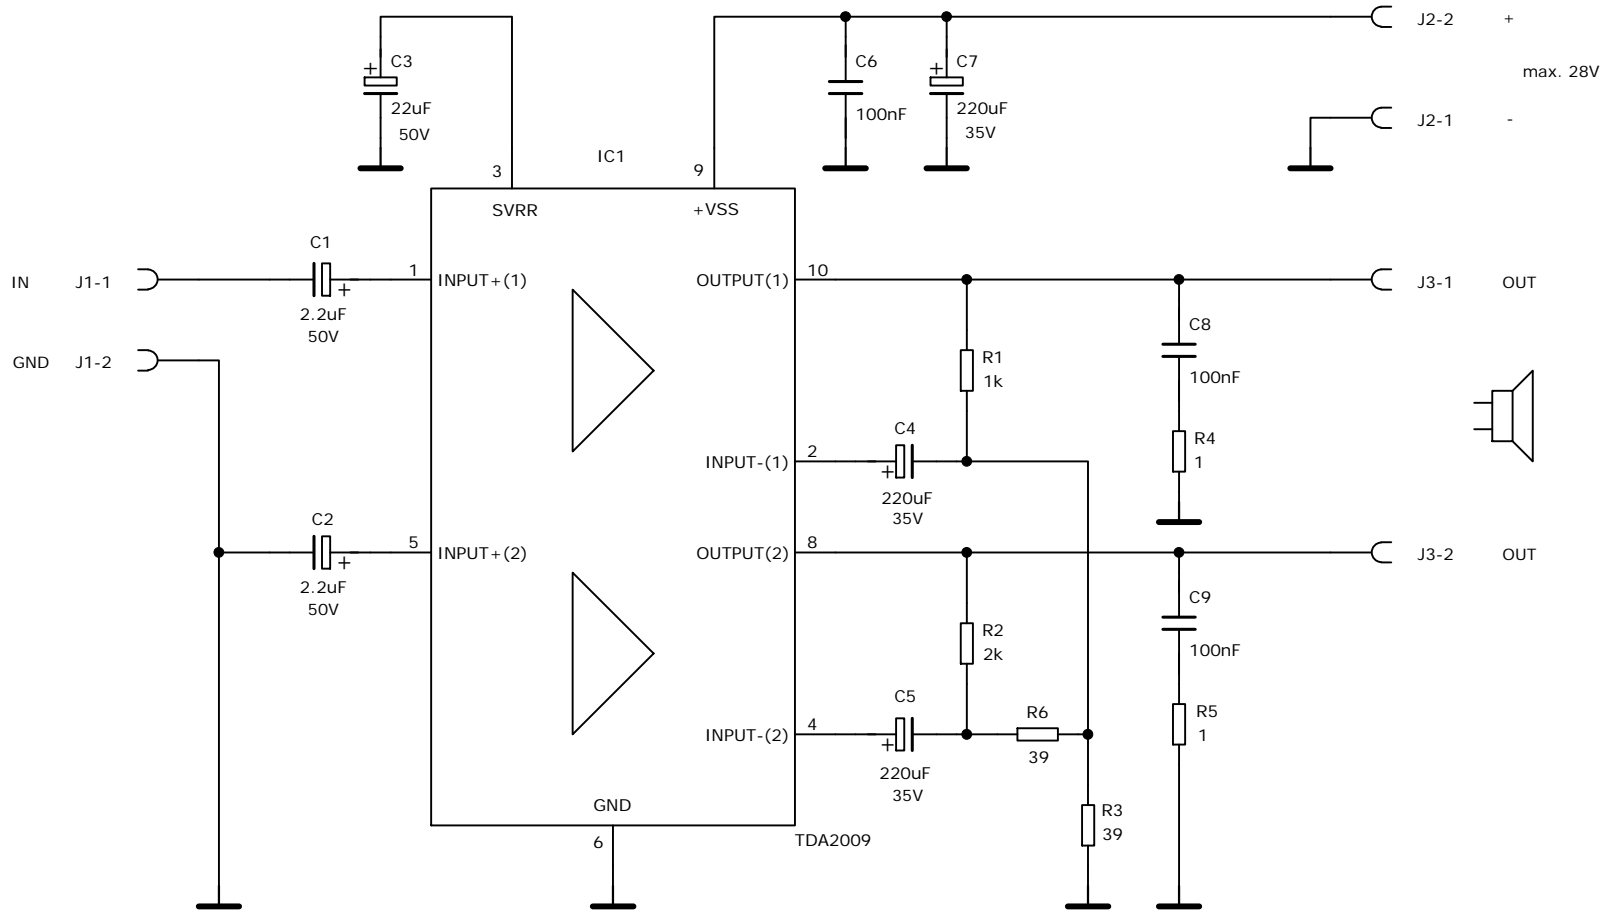 J2-2 +
C3
+
22uF
50V
C6
100nF
C7
+
220uF
35V
max. 28V
J2-1 -
IC1
3
9
SVRR
+VSS
C1
IN J1-1
+
2.2uF
50V
1
INPUT+(1)
OUTPUT(1)
10
J3-1 OUT
GND J1-2
R1
1k
C8
100nF
C4
INPUT-(1)
2
+
220uF
35V
R4
1
C2
+
2.2uF
50V
5
INPUT+(2)
OUTPUT(2)
8
J3-2 OUT
R2
2k
C9
100nF
C5
INPUT-(2)
4
+
220uF
35V
R6
39
R5
1
GND
6
TDA2009
R3
39